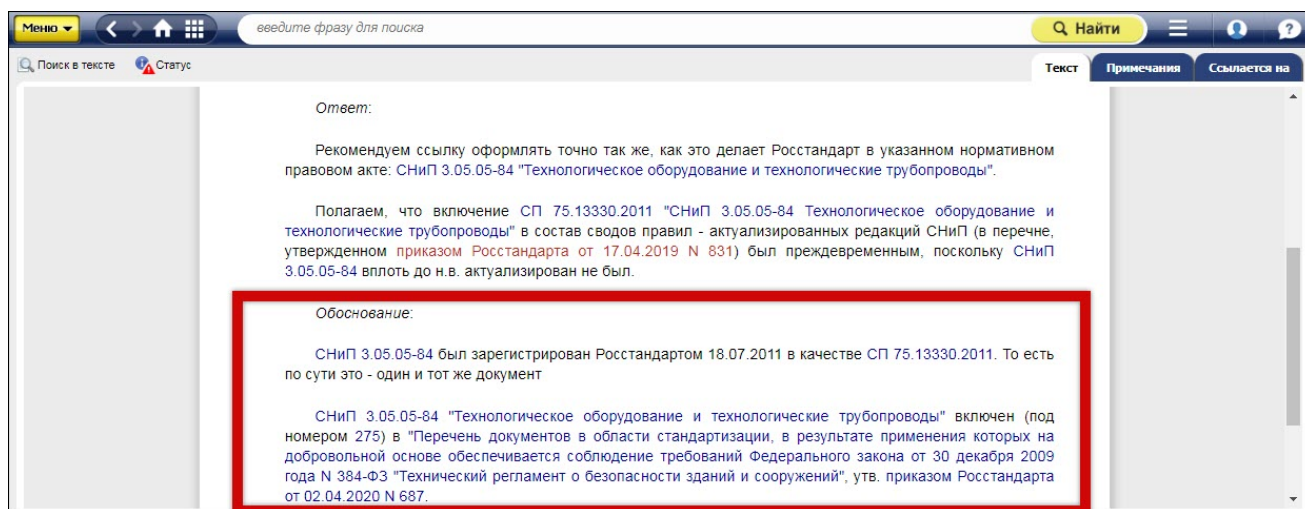 Меню
введите фразу для поиска
Найти
?
Поиск в тексте
Статус
Текст
Примечания
Ссылается на
Ответ:
Рекомендуем ссылку оформлять точно так же, как это делает Росстандарт в указанном нормативном
правовом акте: СНиП 3.05.05-84 "Технологическое оборудование и технологические трубопроводы".
Полагаем, что включение СП 75.13330.2011 "СНиП 3.05.05-84 Технологическое оборудование и
технологические трубопроводы" в состав сводов правил - актуализированных редакций СНиП (в перечне,
утвержденном приказом Росстандарта от 17.04.2019 N 831) был преждевременным, поскольку СНиП
3.05.05-84 вплоть до н.в. актуализирован не был.
Обоснование:
СНиП 3.05.05-84 был зарегистрирован Росстандартом 18.07.2011 в качестве СП 75.13330.2011. То есть
по сути это - один и тот же документ
СНиП 3.05.05-84 "Технологическое оборудование и технологические трубопроводы" включен (под
номером 275) в "Перечень документов в области стандартизации, в результате применения которых на
добровольной основе обеспечивается соблюдение требований Федерального закона от 30 декабря 2009
года N 384-ФЗ "Технический регламент о безопасности зданий и сооружений", утв. приказом Росстандарта
от 02.04.2020 N 687.